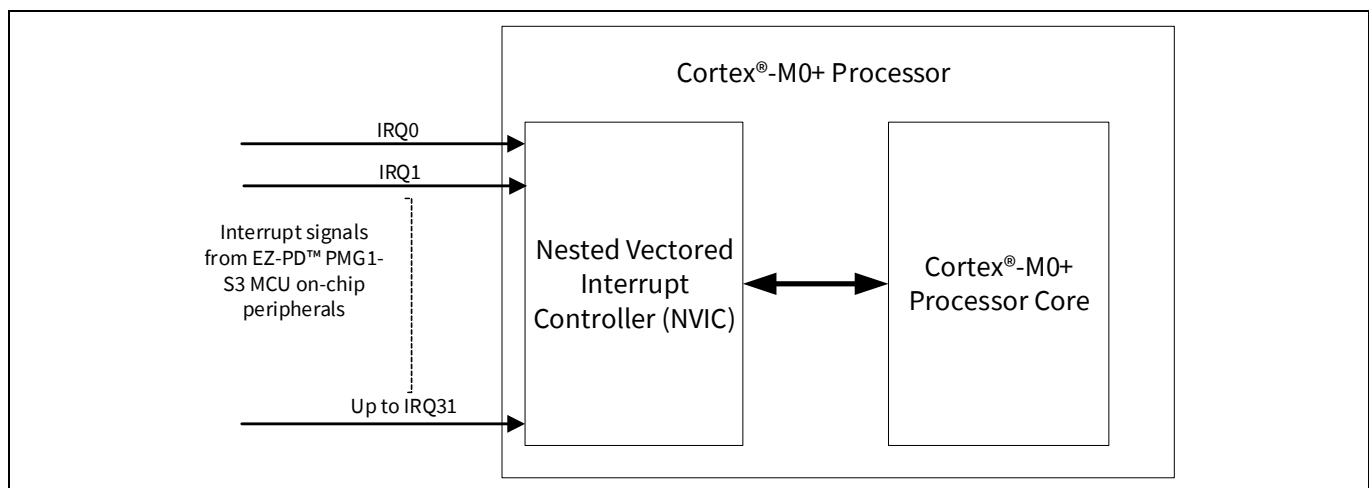 Cortex®-M0+ Processor
IRQ0
IRQ1
Interrupt signals
from EZ-PD™ PMG1-
S3 MCU on-chip
peripherals
Up to IRQ31
Nested Vectored
Interrupt
Controller (NVIC)
Cortex®-M0+
Processor Core